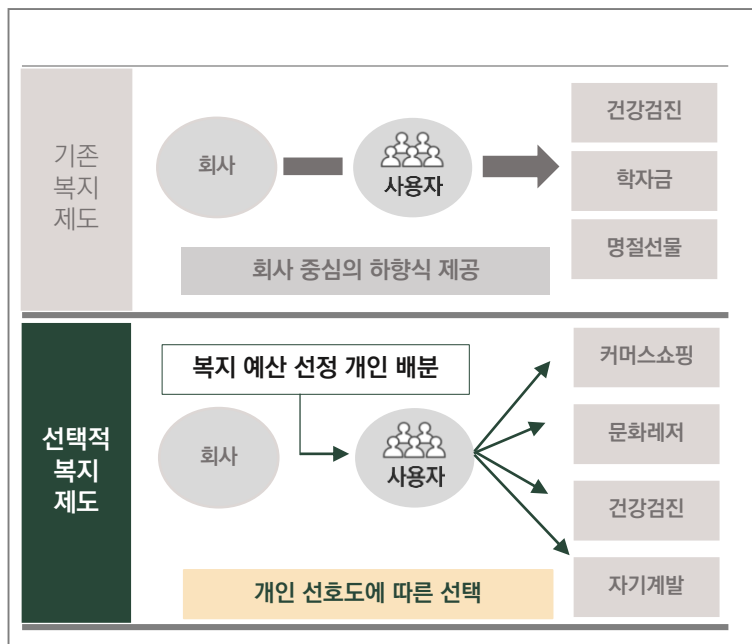 기존
복지
제도
회사
사용자
건강검진
학자금
명절선물
회사 중심의 하향식 제공
선택적
복지
제도
복지 예산 선정 개인 배분
회사
사용자
커머스쇼핑
문화레저
건강검진
자기계발
개인 선호도에 따른 선택